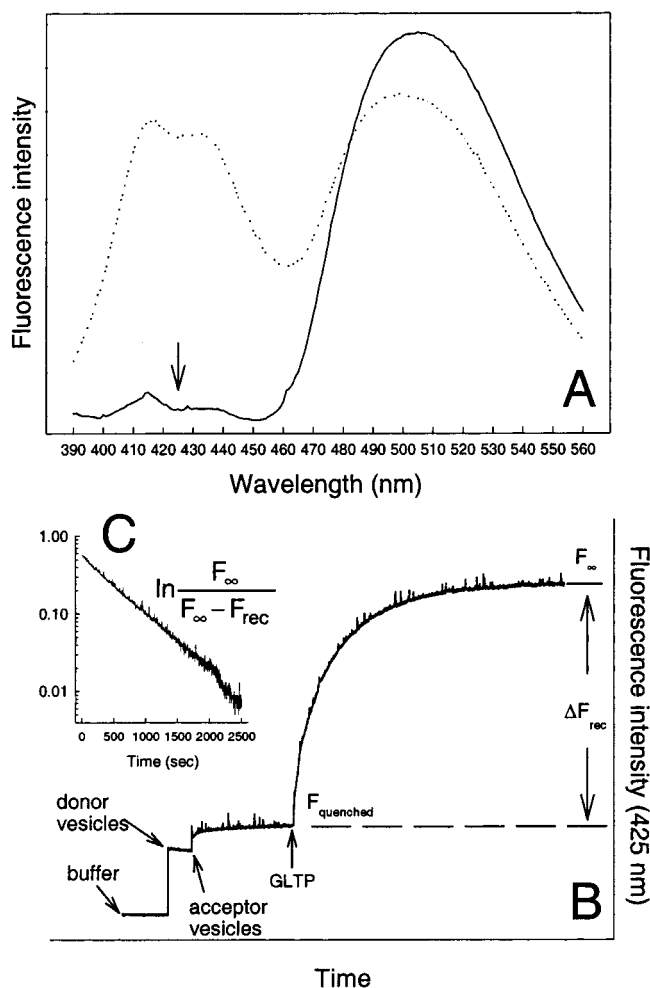 Fluorescence intensity
A
390 400 410 420 430 440 450 460 470 480 490 500 510 520 530 540 550 560
Wavelength (nm)
C
1.00
0.10
0.01
0 500 1000 1500 2000 2500
Time (sec)
ln F∞ / F∞ − Frec
F∞
ΔFrec
Fquenched
donor
vesicles
buffer
acceptor
vesicles
GLTP
B
Fluorescence intensity (425 nm)
Time